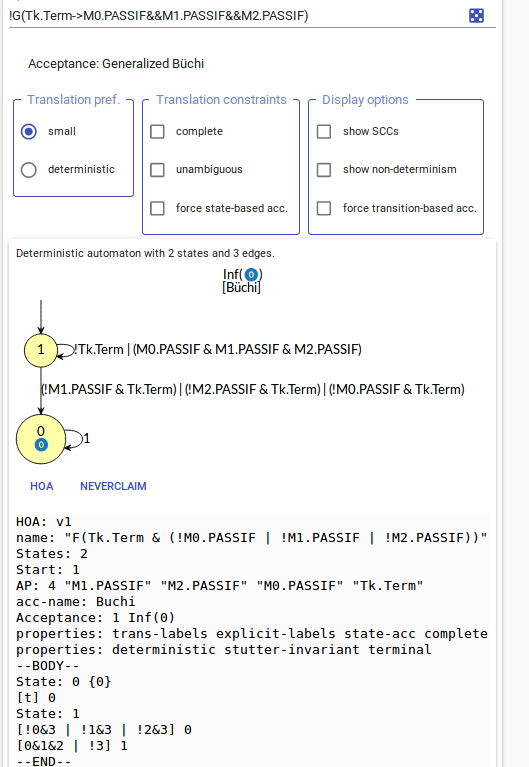 !G(Tk.Term->M0.PASSIF&&M1.PASSIF&&M2.PASSIF)
Acceptance: Generalized Büchi
Translation pref.
small
deterministic
Translation constraints
complete
unambiguous
force state-based acc.
Display options
show SCCs
show non-determinism
force transition-based acc.
Deterministic automaton with 2 states and 3 edges.
Inf(0)
[Büchi]
1
!Tk.Term | (M0.PASSIF & M1.PASSIF & M2.PASSIF)
(!M1.PASSIF & Tk.Term) | (!M2.PASSIF & Tk.Term) | (!M0.PASSIF & Tk.Term)
0
0
1
HOA
NEVERCLAIM
HOA: v1
name: "F(Tk.Term & (!M0.PASSIF | !M1.PASSIF | !M2.PASSIF))"
States: 2
Start: 1
AP: 4 "M1.PASSIF" "M2.PASSIF" "M0.PASSIF" "Tk.Term"
acc-name: Buchi
Acceptance: 1 Inf(0)
properties: trans-labels explicit-labels state-acc complete
properties: deterministic stutter-invariant terminal
--BODY--
State: 0 {0}
[t] 0
State: 1
[!0&3 | !1&3 | !2&3] 0
[0&1&2 | !3] 1
--END--